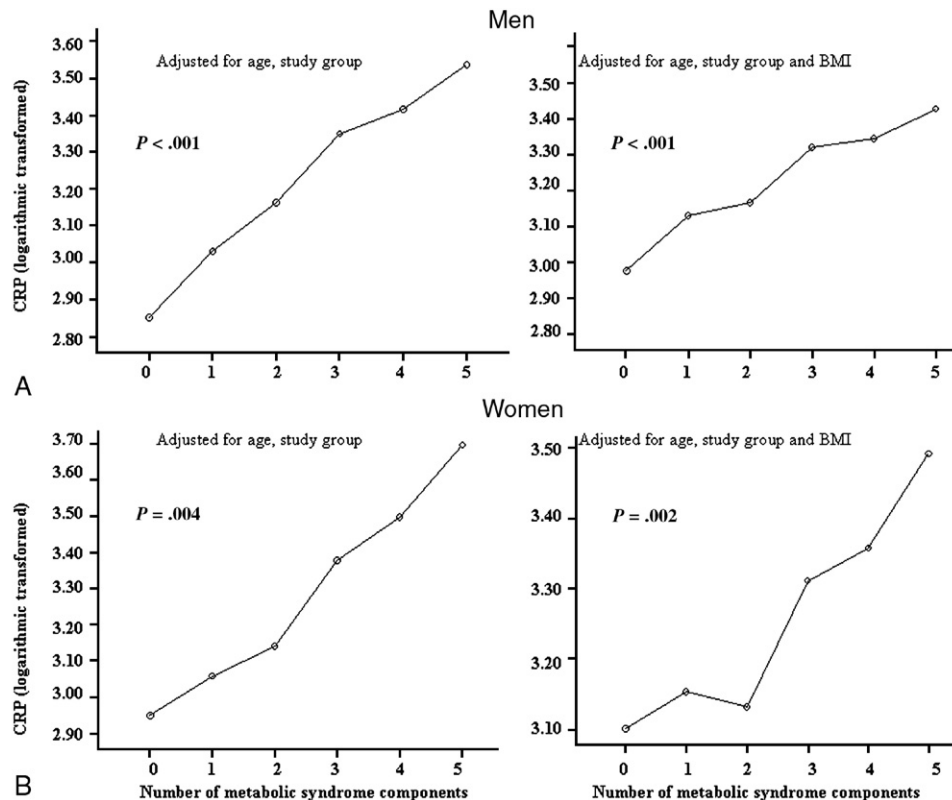 Men
A
Adjusted for age, study group
P < .001
CRP (logarithmic transformed)
3.60
3.50
3.40
3.30
3.20
3.10
3.00
2.90
2.80
0 1 2 3 4 5
Adjusted for age, study group and BMI
P < .001
3.50
3.40
3.30
3.20
3.10
3.00
2.90
2.80
0 1 2 3 4 5
Women
B
Adjusted for age, study group
P = .004
CRP (logarithmic transformed)
3.70
3.60
3.50
3.40
3.30
3.20
3.10
3.00
2.90
0 1 2 3 4 5
Number of metabolic syndrome components
Adjusted for age, study group and BMI
P = .002
3.50
3.40
3.30
3.20
3.10
0 1 2 3 4 5
Number of metabolic syndrome components